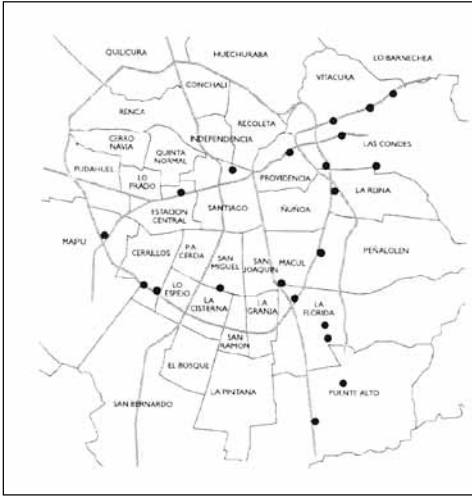 QUILICURA
HUECHURABA
LO BARNECHEA
VITACURA
CONCHALI
RENCA
RECOLETA
INDEPENDENCIA
CERRO
NAVIA
QUINTA
NORMAL
LAS CONDES
PUDAHUEL
LO
PRADO
PROVIDENCIA
LA REINA
ESTACION
CENTRAL
SANTIAGO
ÑUÑOA
MAPU
CERRILLOS
P.A.
CERDA
SAN
MIGUEL
SAN
JOAQUIN
MACUL
PEÑALOLEN
LO
ESPEJO
LA
CISTERNA
LA
GRANJA
LA
FLORIDA
SAN
RAMON
EL BOSQUE
LA PINTANA
PUENTE ALTO
SAN BERNARDO